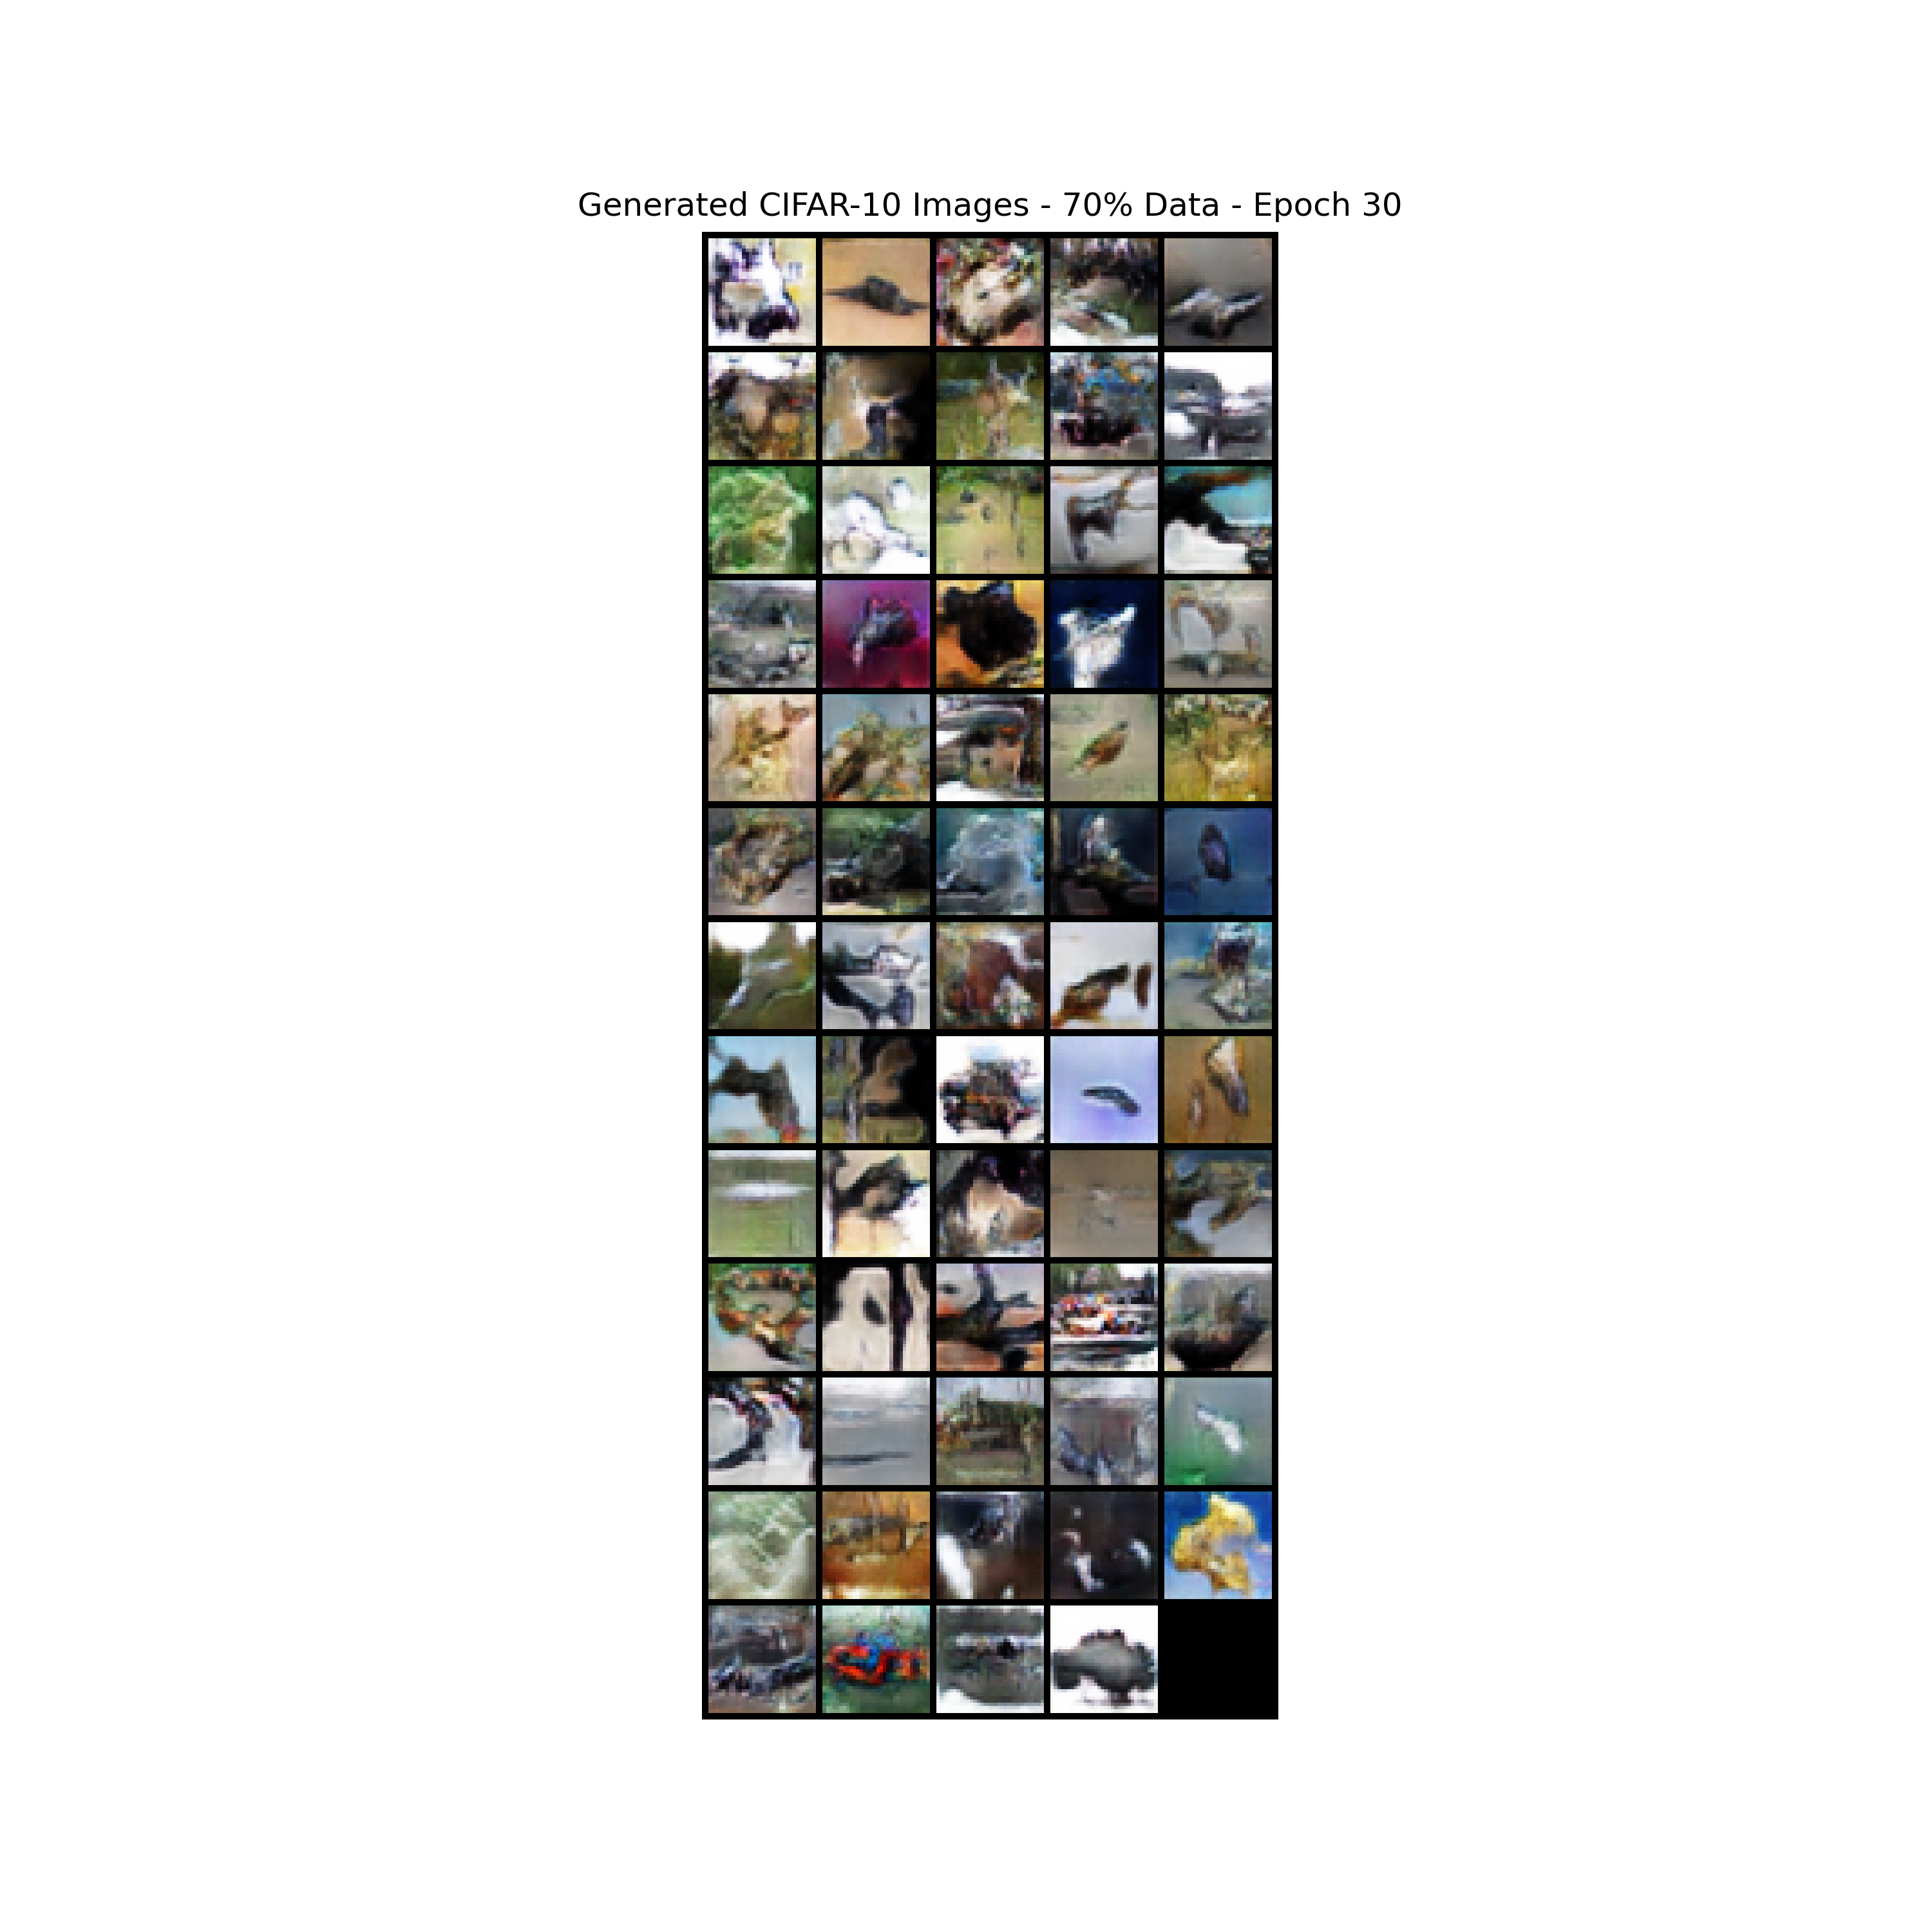 Generated CIFAR-10 Images - 70% Data - Epoch 30